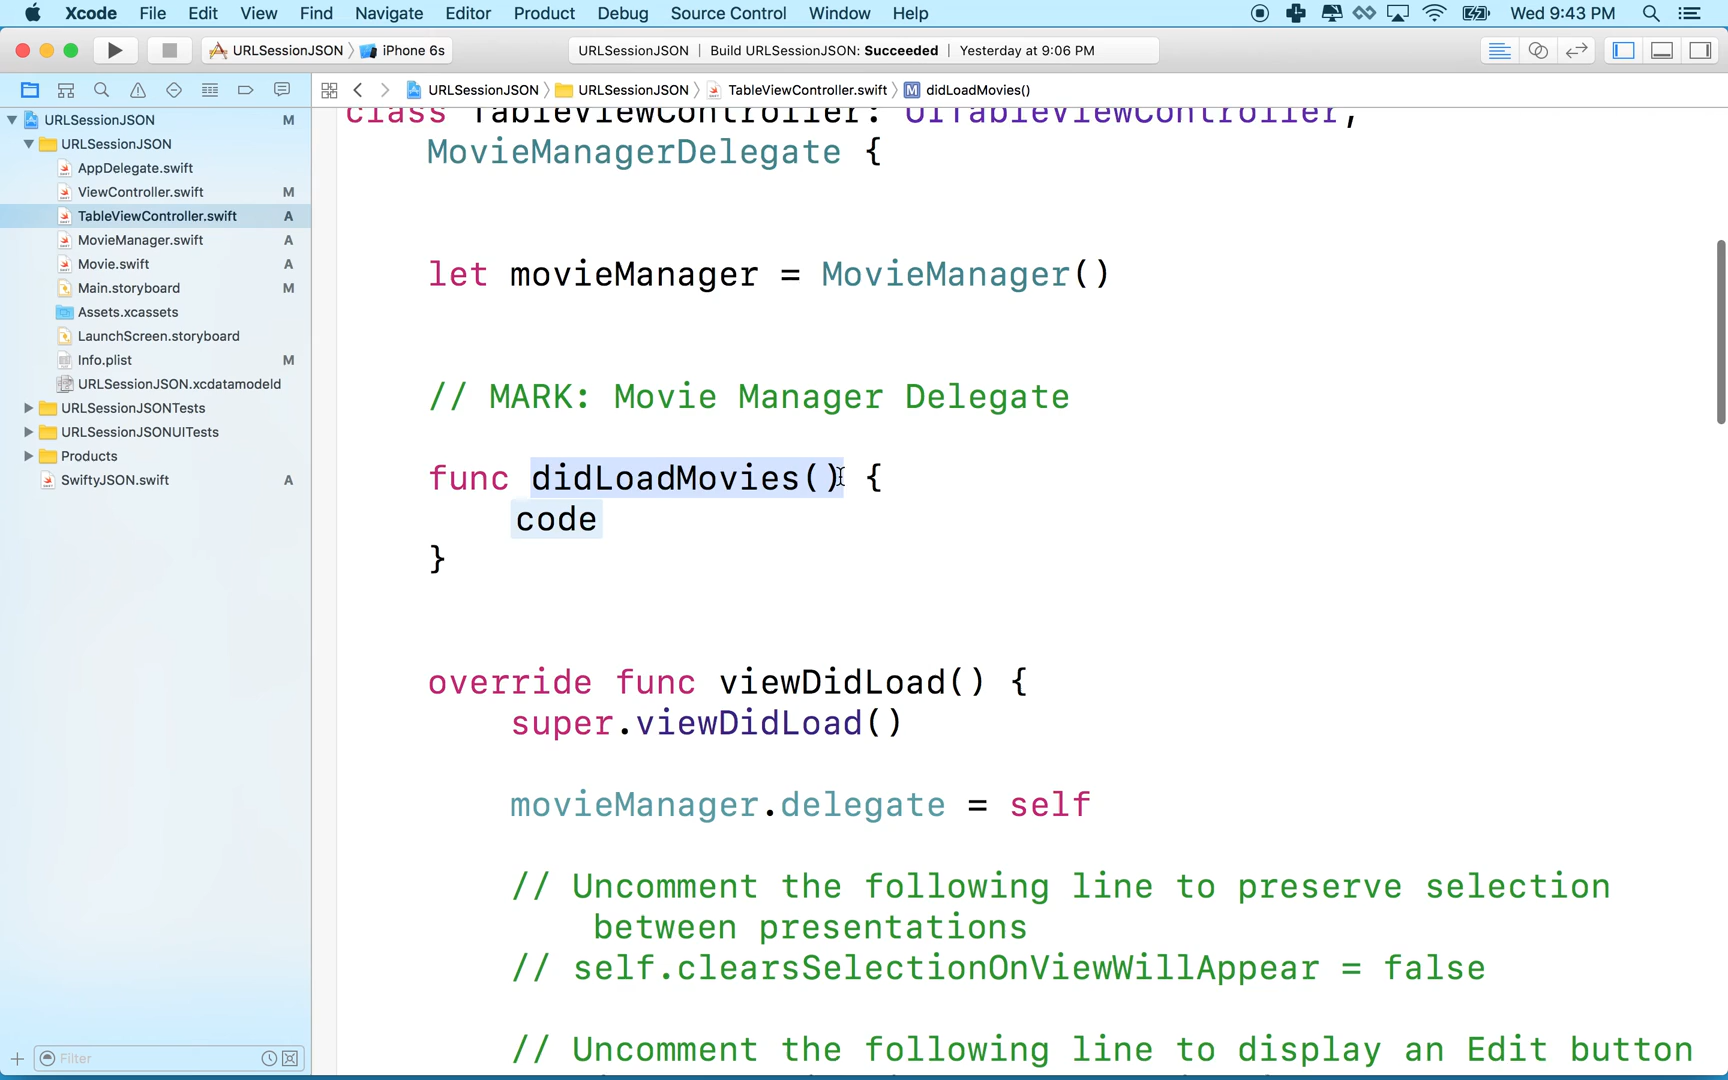 Xcode File Edit View Find Navigate Editor Product Debug Source Control Window Help Wed 9:43 PM
URLSessionJSON iPhone 6s URLSessionJSON Build URLSessionJSON: Succeeded Yesterday at 9:06 PM
URLSessionJSON URLSessionJSON TableViewController.swift M didLoadMovies()
URLSessionJSON M
URLSessionJSON
AppDelegate.swift
ViewController.swift M
TableViewController.swift A
MovieManager.swift A
Movie.swift A
Main.storyboard M
Assets.xcassets
LaunchScreen.storyboard
Info.plist M
URLSessionJSON.xcdatamodeld
URLSessionJSONTests
URLSessionJSONUITests
Products
SwiftyJSON.swift A
Filter
class TableViewController: UITableViewController,
MovieManagerDelegate {
let movieManager = MovieManager()
// MARK: Movie Manager Delegate
func didLoadMovies() {
code
}
override func viewDidLoad() {
super.viewDidLoad()
movieManager.delegate = self
// Uncomment the following line to preserve selection
between presentations
// self.clearsSelectionOnViewWillAppear = false
// Uncomment the following line to display an Edit button